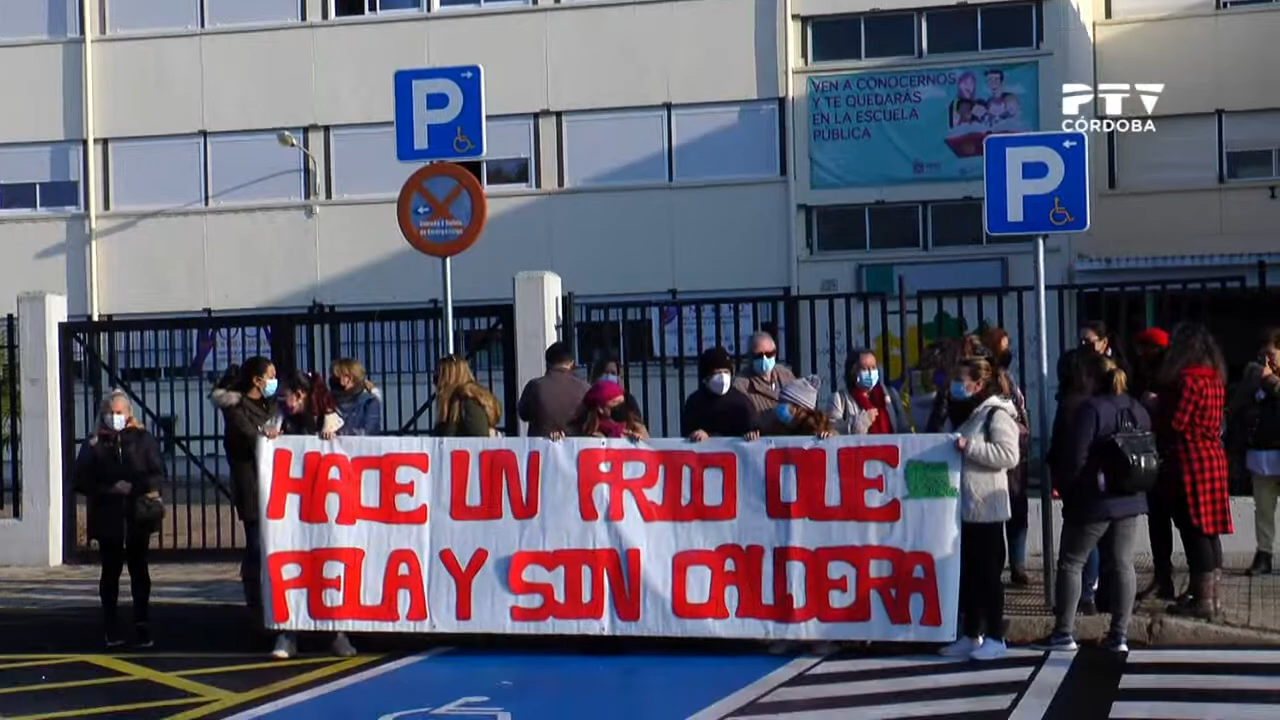 PTV
CÓRDOBA
VEN A CONOCERNOS
Y TE QUEDARÁS
EN LA ESCUELA
PÚBLICA
P
P
HACE UN FRIO QUE
PELA Y SIN CALDERA